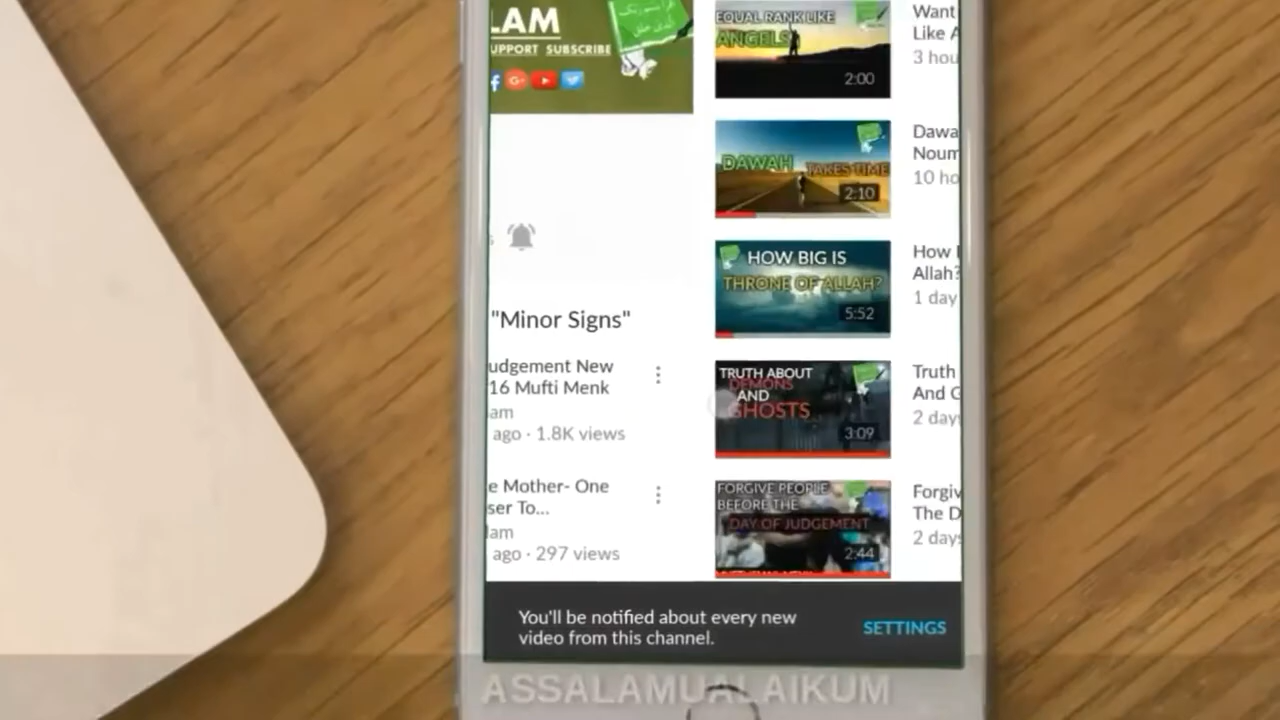 LAM
UPPORT SUBSCRIBE
"Minor Signs"
udgement New
16 Mufti Menk
am
ago · 1.8K views
e Mother- One
ser To...
lam
ago · 297 views
EQUAL RANK LIKE
ANGELS
2:00
Want
Like A
3 hou
DAWAH TAKES TIME
2:10
Dawa
Noum
10 ho
HOW BIG IS
THRONE OF ALLAH?
5:52
How
Allah?
1 day
TRUTH ABOUT
DEMONS
AND
GHOSTS
3:09
Truth
And G
2 days
FORGIVE PEOPLE
BEFORE THE
DAY OF JUDGEMENT
2:44
Forgiv
The D
2 days
You'll be notified about every new
video from this channel.
SETTINGS
ASSALAMUALAIKUM